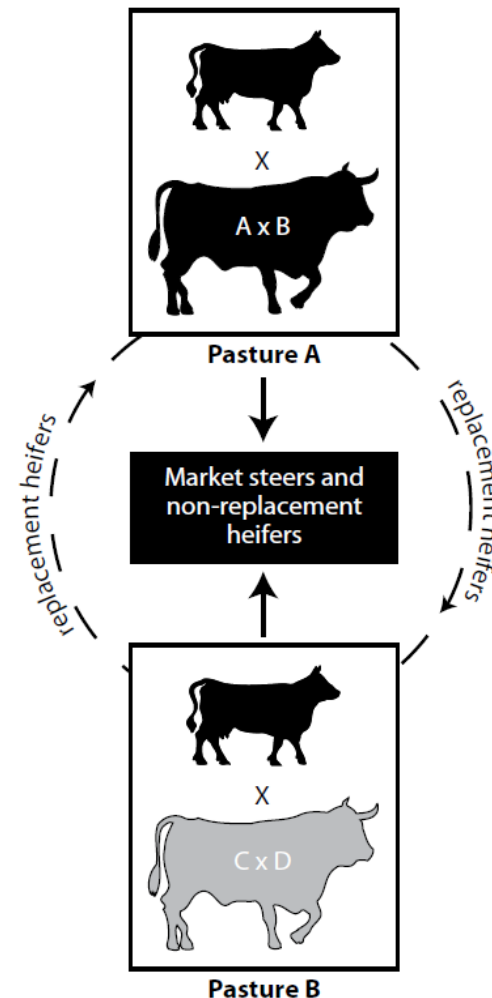 X
A x B
Pasture A
replacement heifers
replacement heifers
Market steers and
non-replacement
heifers
X
C x D
Pasture B